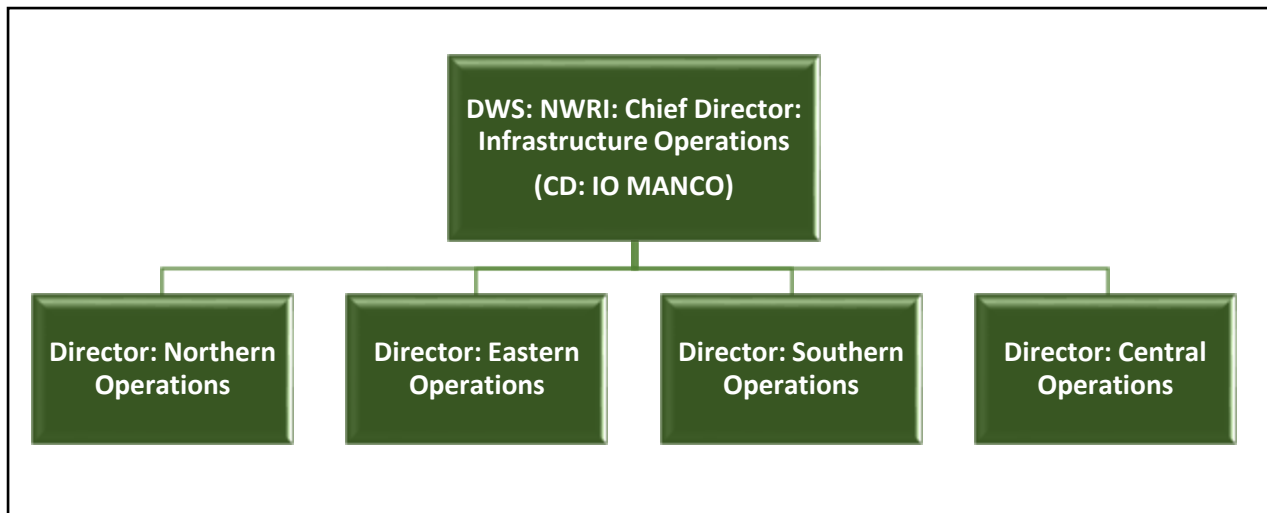 DWS: NWRI: Chief Director:
Infrastructure Operations
(CD: IO MANCO)
Director: Northern
Operations
Director: Eastern
Operations
Director: Southern
Operations
Director: Central
Operations